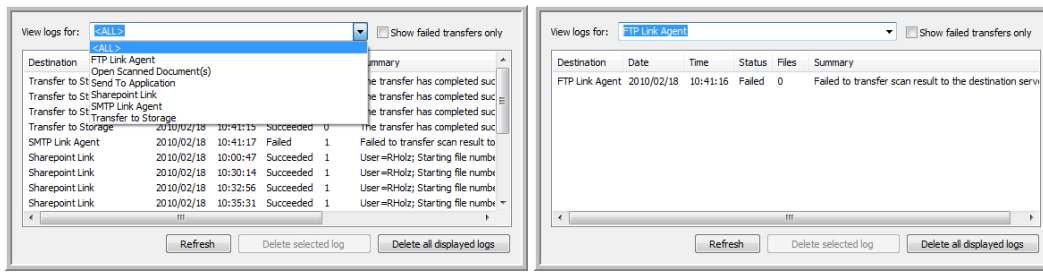 View logs for: <ALL> Show failed transfers only
<ALL>
FTP Link Agent
Open Scanned Document(s)
Send To Application
Sharepoint Link
SMTP Link Agent
Transfer to Storage
Destination ummary
Transfer to St he transfer has completed suc
Transfer to St he transfer has completed suc
Transfer to St he transfer has completed suc
Transfer to Storage 2010/02/18 10:41:15 Succeeded 0 The transfer has completed suc
SMTP Link Agent 2010/02/18 10:41:17 Failed 1 Failed to transfer scan result to
Sharepoint Link 2010/02/18 10:00:47 Succeeded 1 User=RHolz; Starting file numbe
Sharepoint Link 2010/02/18 10:30:14 Succeeded 1 User=RHolz; Starting file numbe
Sharepoint Link 2010/02/18 10:32:56 Succeeded 1 User=RHolz; Starting file numbe
Sharepoint Link 2010/02/18 10:35:31 Succeeded 1 User=RHolz; Starting file numbe
Refresh Delete selected log Delete all displayed logs
View logs for: FTP Link Agent Show failed transfers only
Destination Date Time Status Files Summary
FTP Link Agent 2010/02/18 10:41:16 Failed 0 Failed to transfer scan result to the destination serv
Refresh Delete selected log Delete all displayed logs